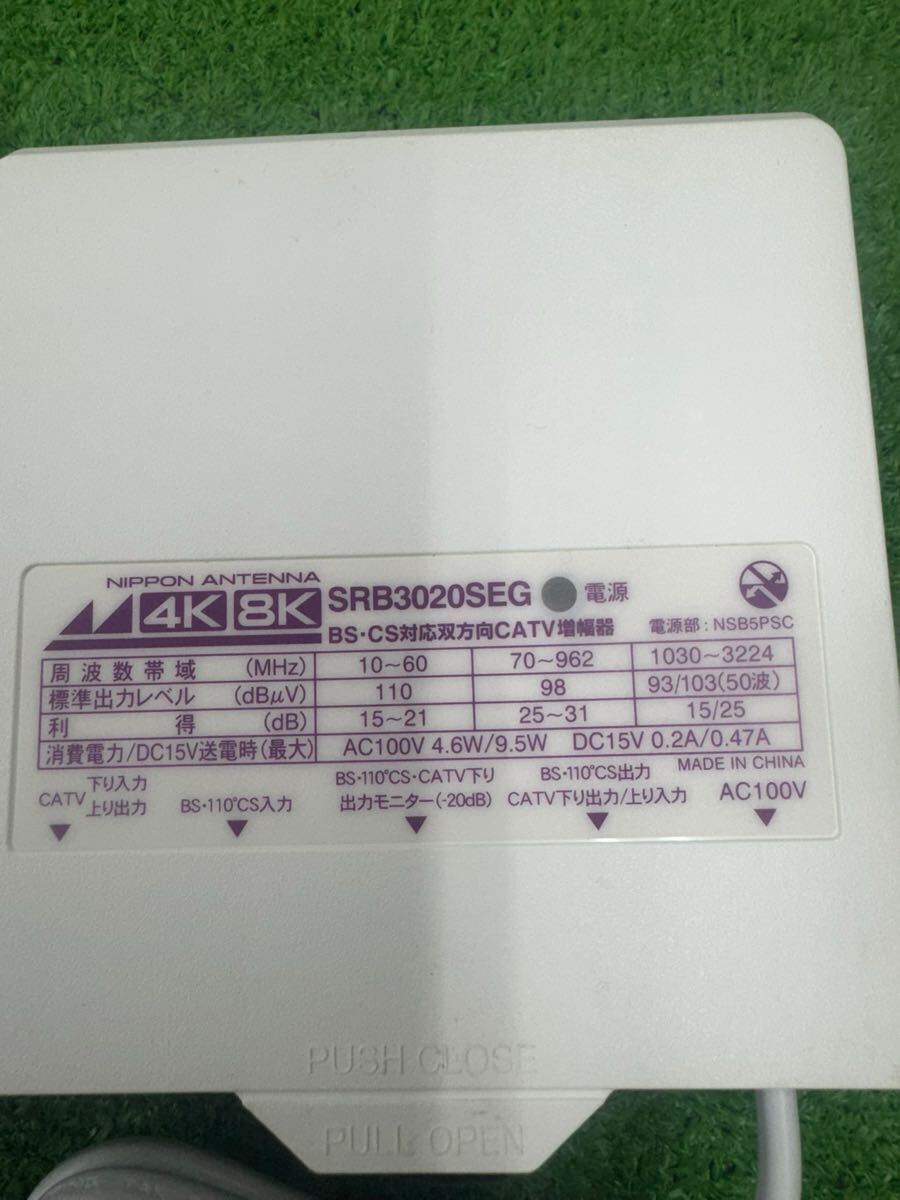 NIPPON ANTENNA
4K 8K SRB3020SEG 電源
BS・CS対応双方向CATV増幅器 電源部:NSB5PSC
周波数帯域 (MHz) 10～60 70～962 1030～3224
標準出力レベル (dBμV) 110 98 93/103(50波)
利得 (dB) 15～21 25～31 15/25
消費電力/DC15V送電時(最大) AC100V 4.6W/9.5W DC15V 0.2A/0.47A
MADE IN CHINA
CATV 下り入力
上り出力
BS・110°CS入力
BS・110°CS・CATV下り
出力モニター(-20dB)
BS・110°CS出力
CATV下り出力/上り入力
AC100V
PUSH CLOSE
PULL OPEN